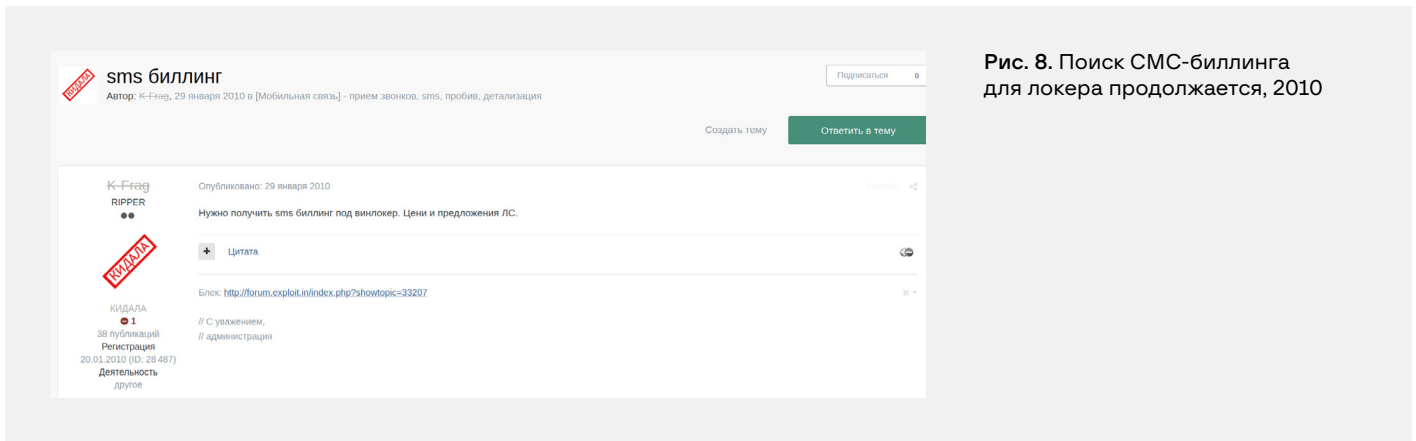 КИДАЛА
sms биллинг
Автор: K-Frag, 29 января 2010 в [Мобильная связь] - прием звонков, sms, пробив, детализация
Подписаться 0
Создать тему
Ответить в тему
K-Frag
RIPPER
КИДАЛА
КИДАЛА
1
38 публикаций
Регистрация
20.01.2010 (ID: 28 487)
Деятельность
другое
Опубликовано: 29 января 2010
Нужно получить sms биллинг под винлокер. Цени и предложения ЛС.
+ Цитата
Блек: http://forum.exploit.in/index.php?showtopic=33207
// С уважением,
// администрация
Рис. 8. Поиск СМС-биллинга
для локера продолжается, 2010